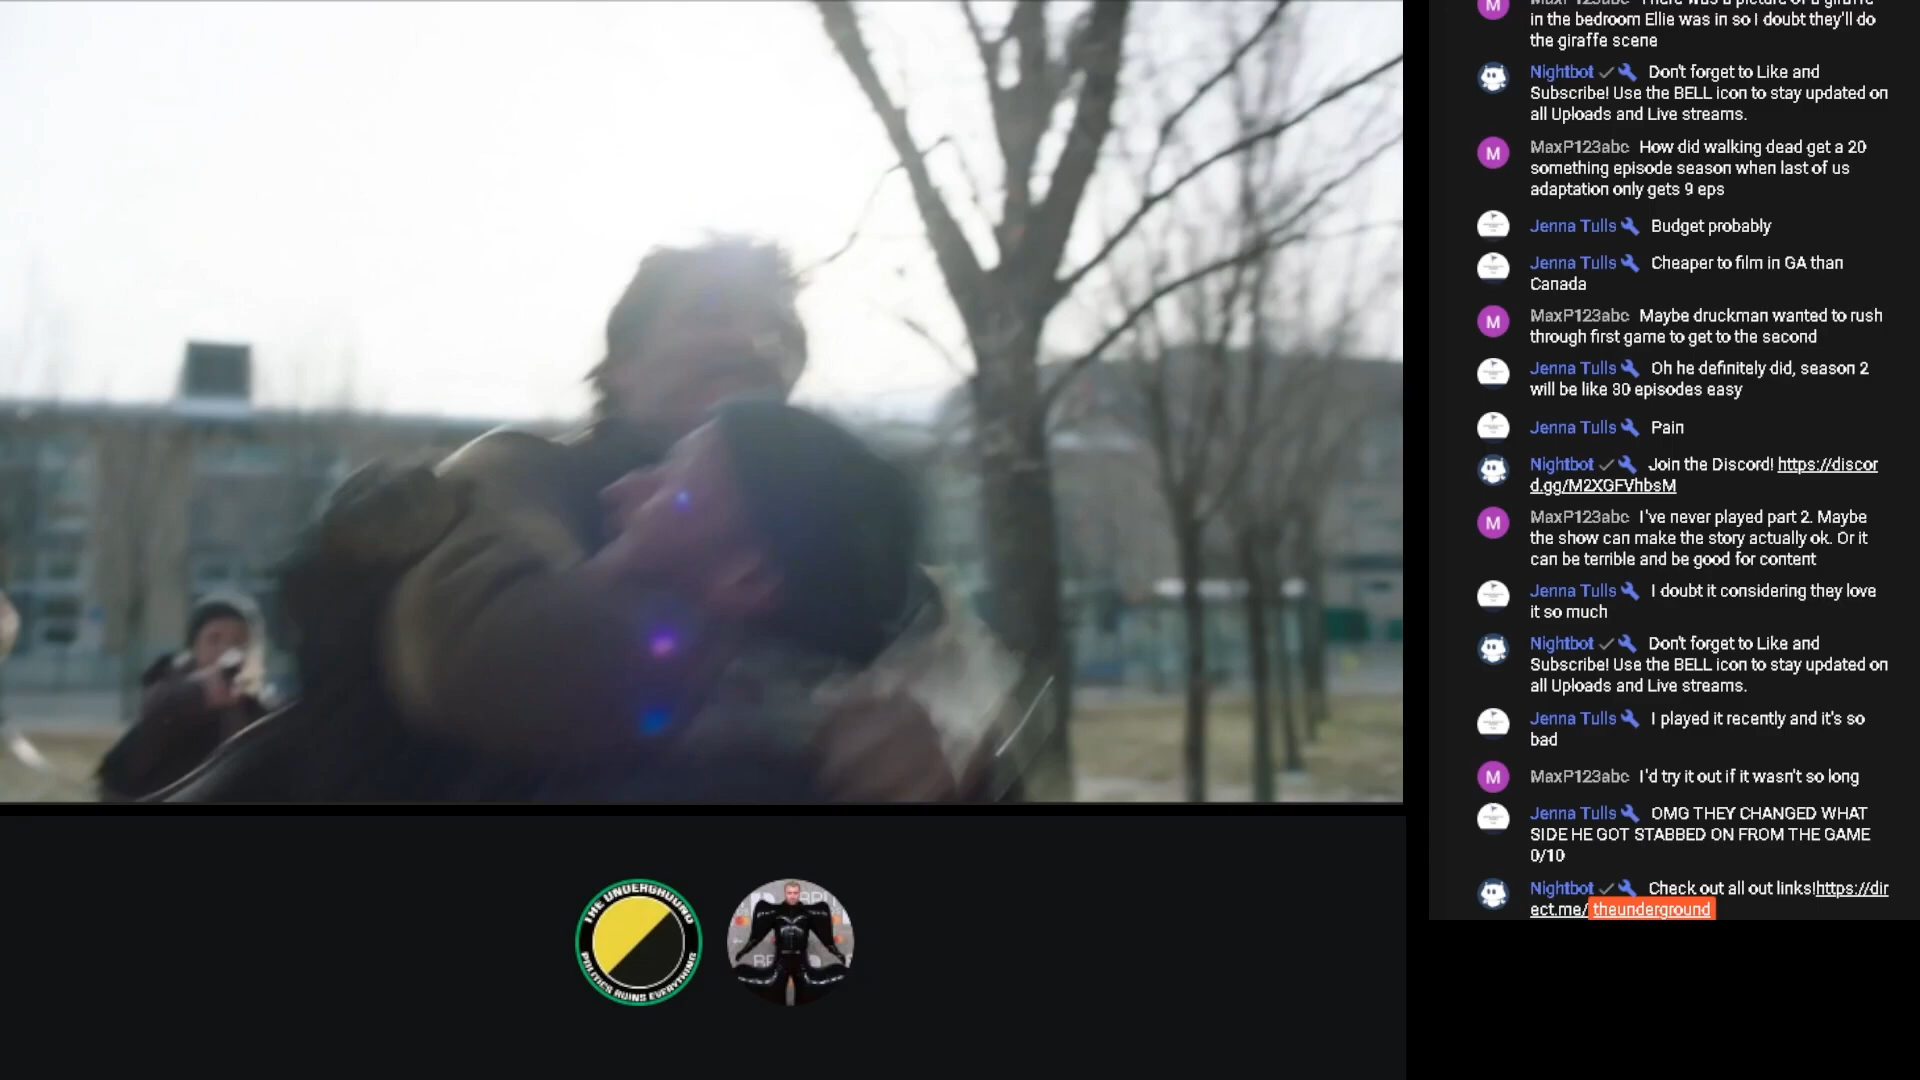 in the bedroom Ellie was in so I doubt they'll do
the giraffe scene
Nightbot Don't forget to Like and
Subscribe! Use the BELL icon to stay updated on
all Uploads and Live streams.
M MaxP123abc How did walking dead get a 20
something episode season when last of us
adaptation only gets 9 eps
Jenna Tulls Budget probably
Jenna Tulls Cheaper to film in GA than
Canada
M MaxP123abc Maybe druckman wanted to rush
through first game to get to the second
Jenna Tulls Oh he definitely did, season 2
will be like 30 episodes easy
Jenna Tulls Pain
Nightbot Join the Discord! https://discor
d.gg/M2XGFVhbsM
M MaxP123abc I've never played part 2. Maybe
the show can make the story actually ok. Or it
can be terrible and be good for content
Jenna Tulls I doubt it considering they love
it so much
Nightbot Don't forget to Like and
Subscribe! Use the BELL icon to stay updated on
all Uploads and Live streams.
Jenna Tulls I played it recently and it's so
bad
M MaxP123abc I'd try it out if it wasn't so long
Jenna Tulls OMG THEY CHANGED WHAT
SIDE HE GOT STABBED ON FROM THE GAME
0/10
Nightbot Check out all out links!https://dir
ect.me/theunderground
THE UNDERGROUND
POLITICS RUINS EVERYTHING